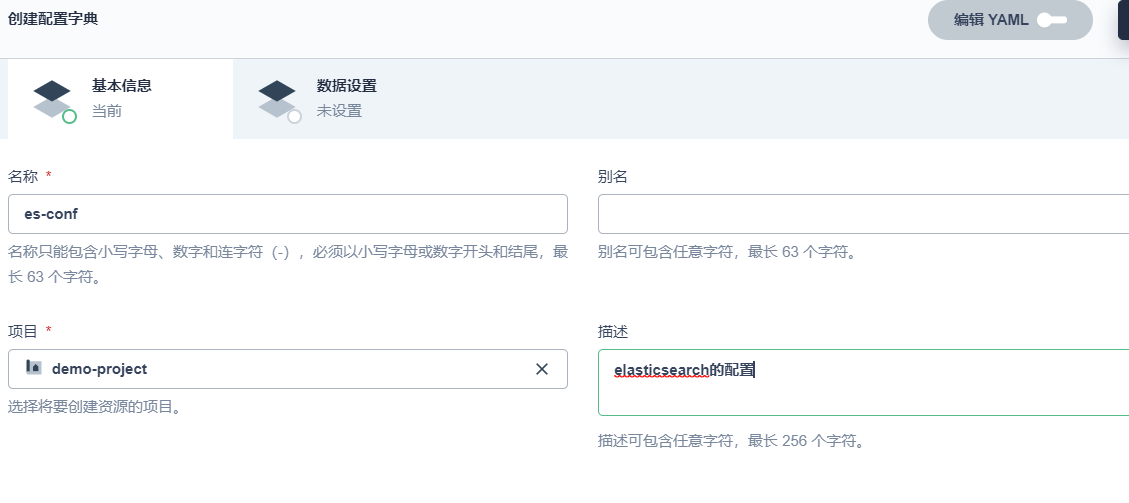 创建配置字典
编辑 YAML
基本信息
当前
数据设置
未设置
名称 *
别名
es-conf
名称只能包含小写字母、数字和连字符（-），必须以小写字母或数字开头和结尾，最
长 63 个字符。
别名可包含任意字符，最长 63 个字符。
项目 *
描述
demo-project
elasticsearch的配置
选择将要创建资源的项目。
描述可包含任意字符，最长 256 个字符。